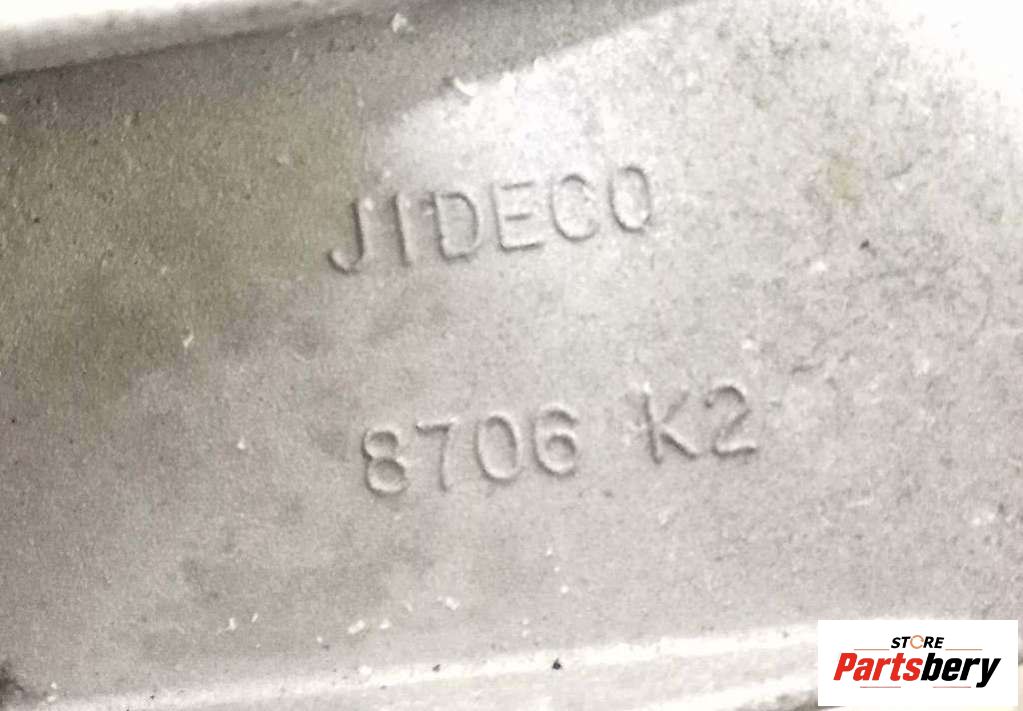 JIDECO
8706 K2
STORE
Partsbery